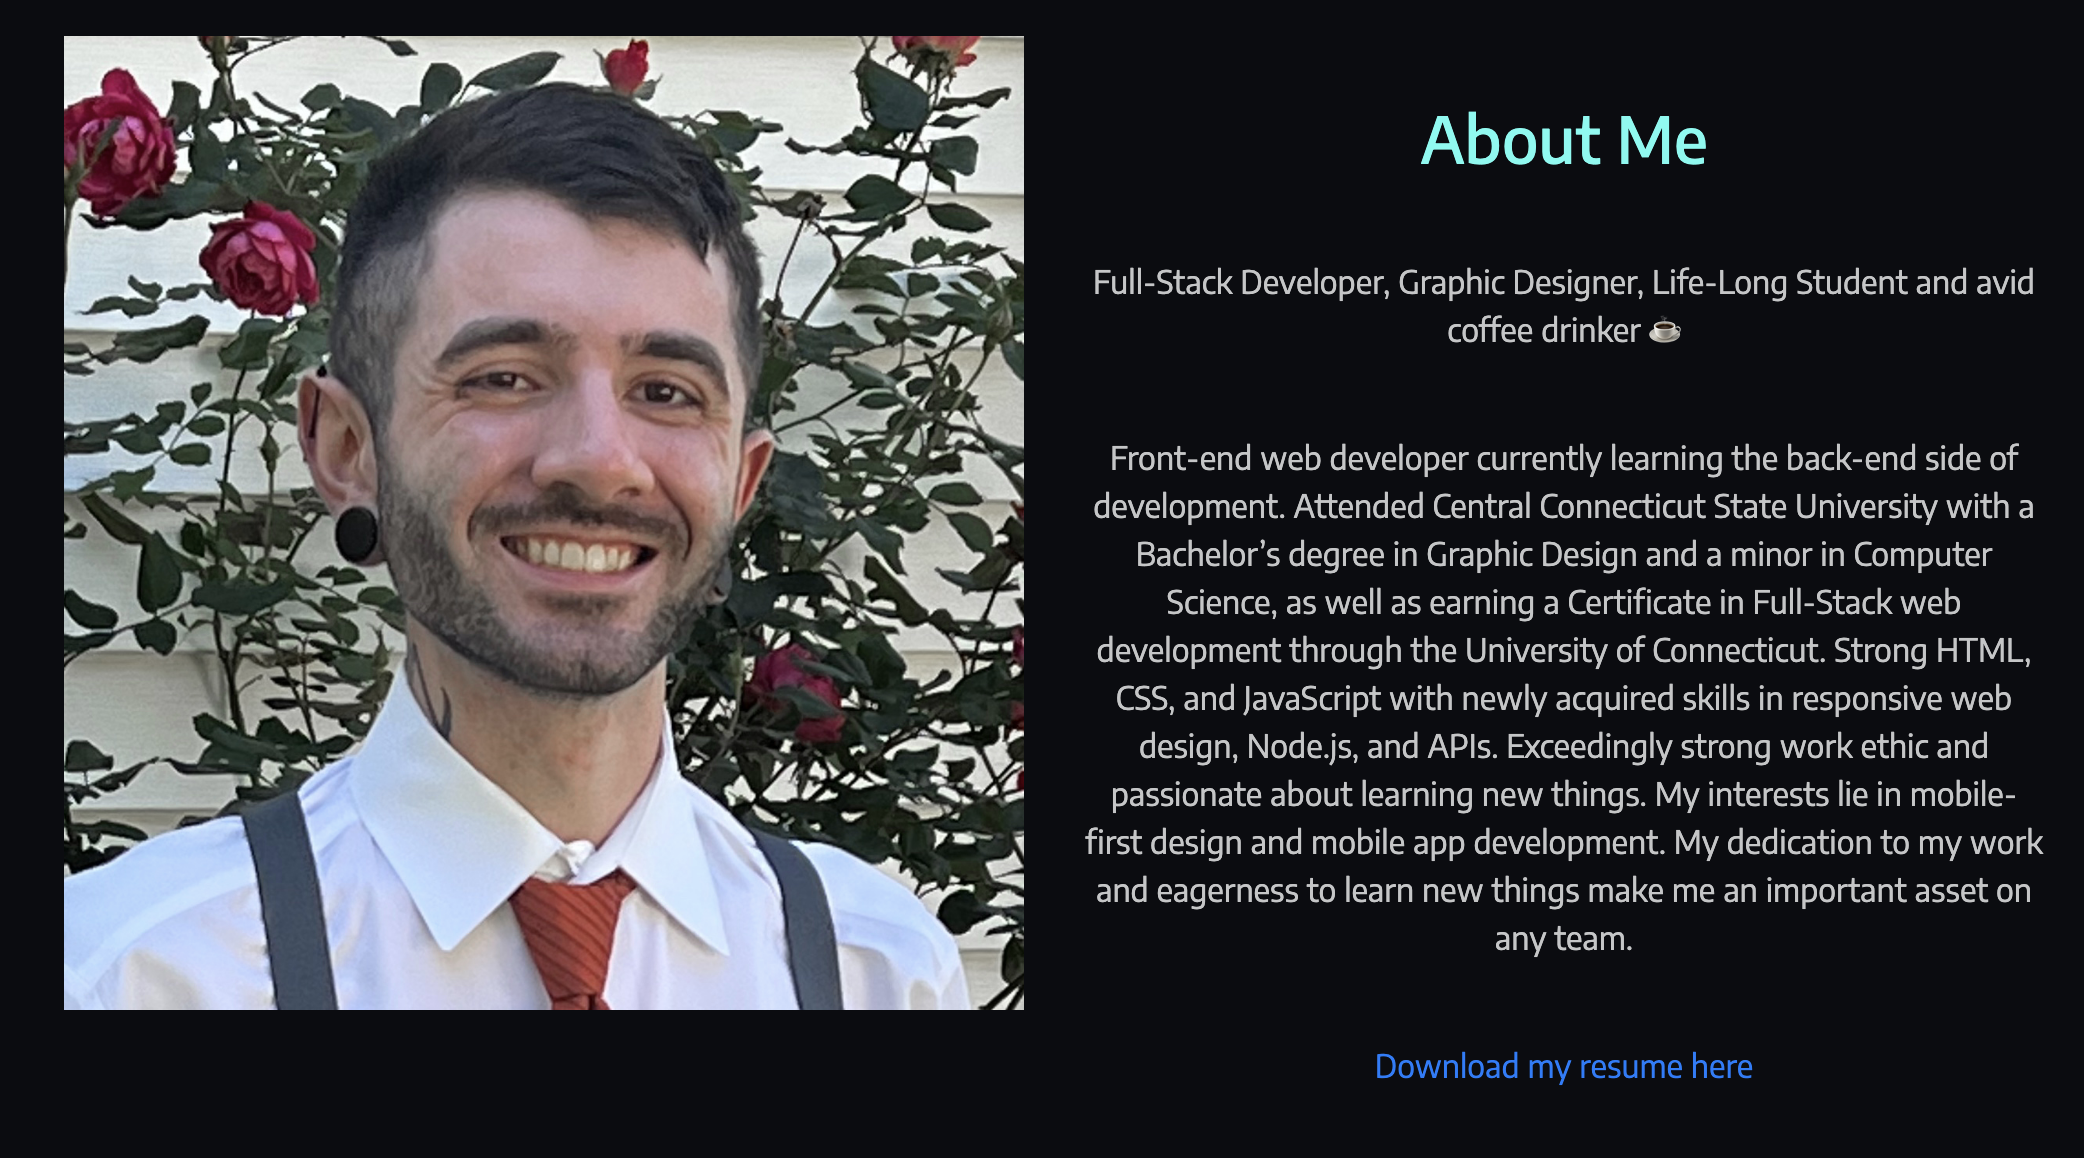 About Me
Full-Stack Developer, Graphic Designer, Life-Long Student and avid
coffee drinker ☕
Front-end web developer currently learning the back-end side of
development. Attended Central Connecticut State University with a
Bachelor’s degree in Graphic Design and a minor in Computer
Science, as well as earning a Certificate in Full-Stack web
development through the University of Connecticut. Strong HTML,
CSS, and JavaScript with newly acquired skills in responsive web
design, Node.js, and APIs. Exceedingly strong work ethic and
passionate about learning new things. My interests lie in mobile-
first design and mobile app development. My dedication to my work
and eagerness to learn new things make me an important asset on
any team.
Download my resume here